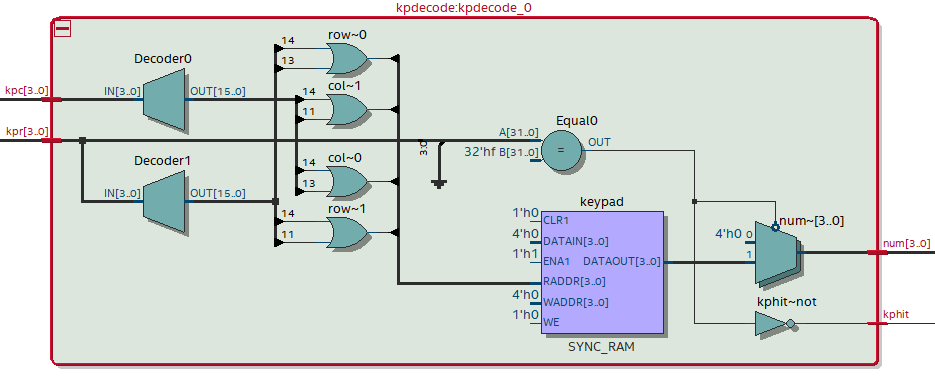 kpdecode:kpdecode_0
row~0
14
13
Decoder0
kpc[3..0]
IN[3..0]
OUT[15..0]
col~1
14
11
kpr[3..0]
Equal0
A[31..0]
OUT
32'hf B[31..0]
=
3:0
Decoder1
IN[3..0]
OUT[15..0]
col~0
14
13
row~1
14
11
keypad
1'h0 CLR1
4'h0 DATAIN[3..0]
1'h1 ENA1
DATAOUT[3..0]
RADDR[3..0]
4'h0 WADDR[3..0]
1'h0 WE
SYNC_RAM
num~[3..0]
4'h0 0
1
num[3..0]
kphit~not
kphit